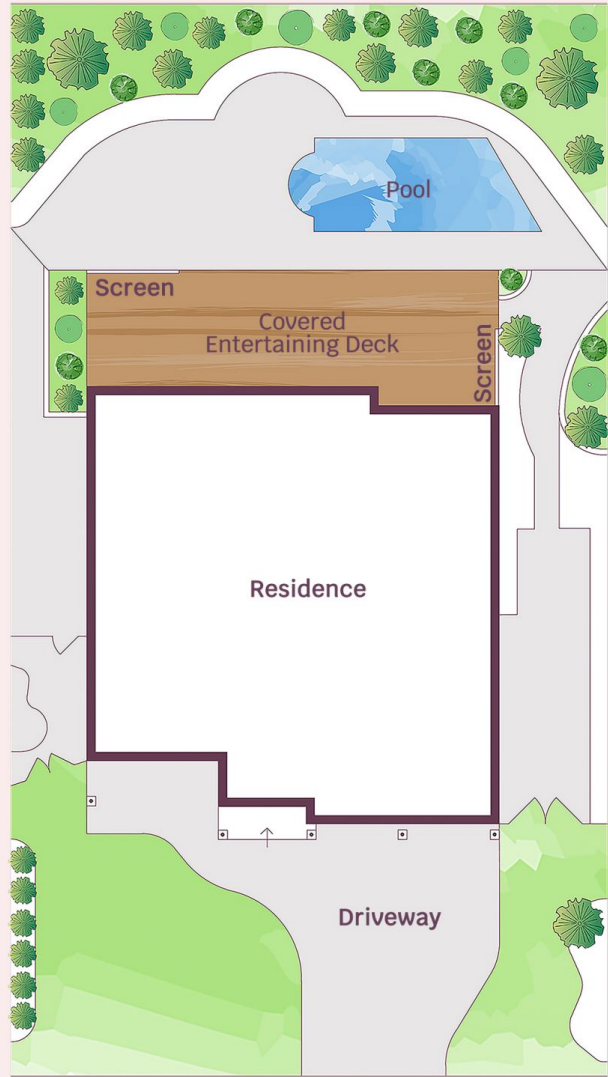 Pool
Screen
Covered
Entertaining Deck
Screen
Residence
Driveway